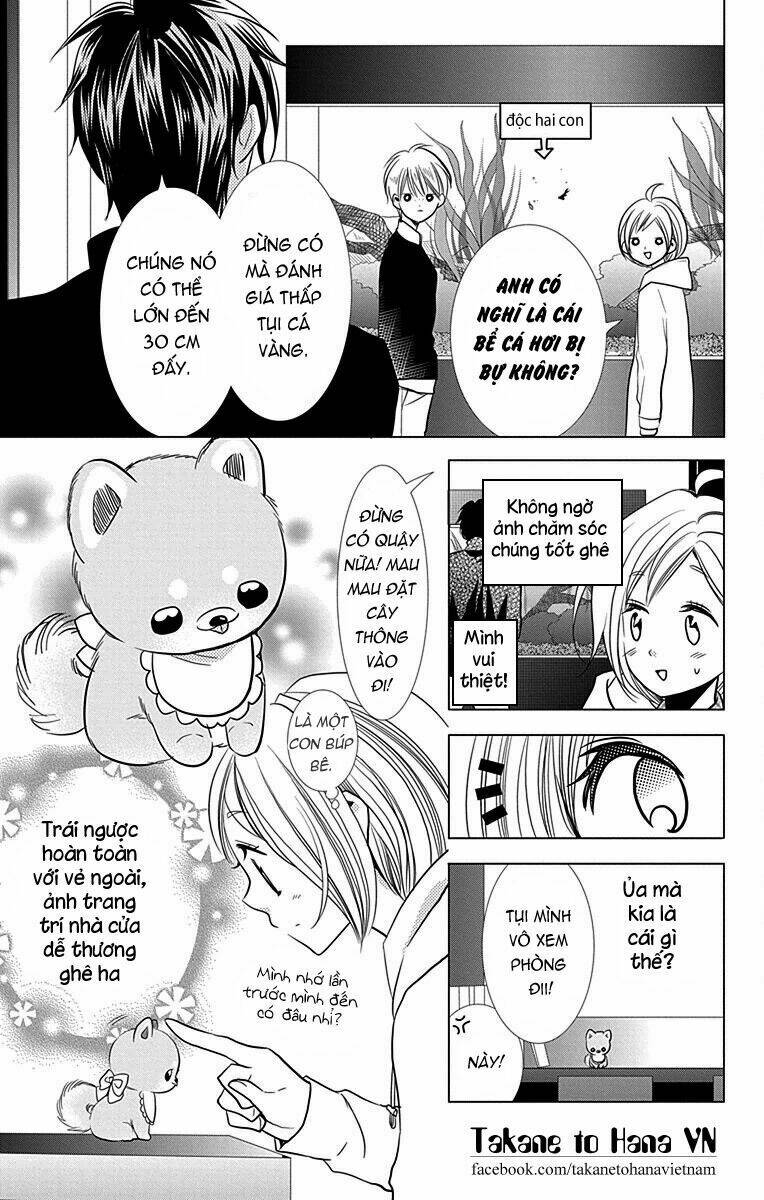 độc hai con
ANH CÓ
NGHĨ LÀ CÁI
BỂ CÁ HƠI BỊ
BỰ KHÔNG?
ĐỪNG CÓ
MÀ ĐÁNH
GIÁ THẤP
TỤI CÁ
VÀNG.
CHÚNG NÓ
CÓ THỂ
LỚN ĐẾN
30 CM
ĐẤY.
Không ngờ
ảnh chăm sóc
chúng tốt ghê
Mình
vui
thiệt!
Ủa mà
kia là
cái gì
thế?
TỤI MÌNH
VÔ XEM
PHÒNG
ĐII!
NÀY!
ĐỪNG
CÓ QUẬY
NỮA! MAU
MAU ĐẶT
CÂY
THÔNG
VÀO
ĐI!
LÀ MỘT
CON BÚP
BÊ.
Trái ngược
hoàn toàn
với vẻ ngoài,
ảnh trang
trí nhà cửa
dễ thương
ghê ha
Mình nhớ lần
trước mình đến
có đâu nhỉ?
Takane to Hana VN
facebook.com/takanetohanavietnam